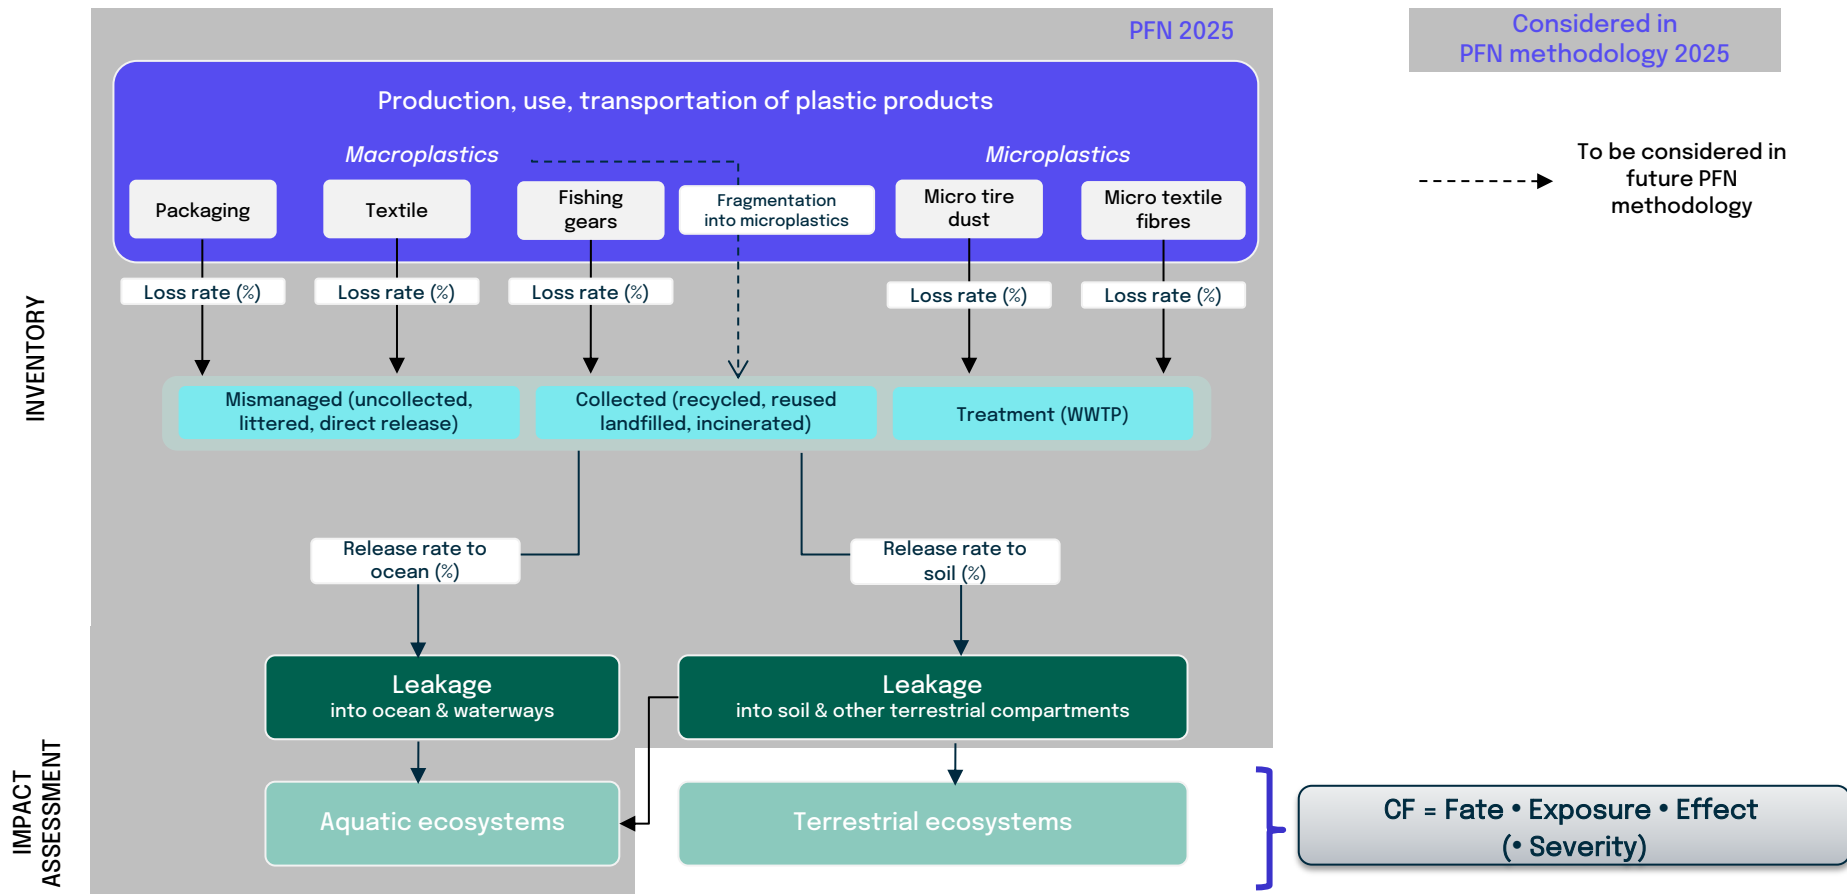 PFN 2025
Considered in
PFN methodology 2025
Production, use, transportation of plastic products
Macroplastics
Microplastics
To be considered in
future PFN
methodology
Packaging
Textile
Fishing
gears
Fragmentation
into microplastics
Micro tire
dust
Micro textile
fibres
Loss rate (%)
Loss rate (%)
Loss rate (%)
Loss rate (%)
Loss rate (%)
INVENTORY
Mismanaged (uncollected,
littered, direct release)
Collected (recycled, reused
landfilled, incinerated)
Treatment (WWTP)
Release rate to
ocean (%)
Release rate to
soil (%)
Leakage
into ocean & waterways
Leakage
into soil & other terrestrial compartments
IMPACT
ASSESSMENT
Aquatic ecosystems
Terrestrial ecosystems
CF = Fate • Exposure • Effect
(• Severity)